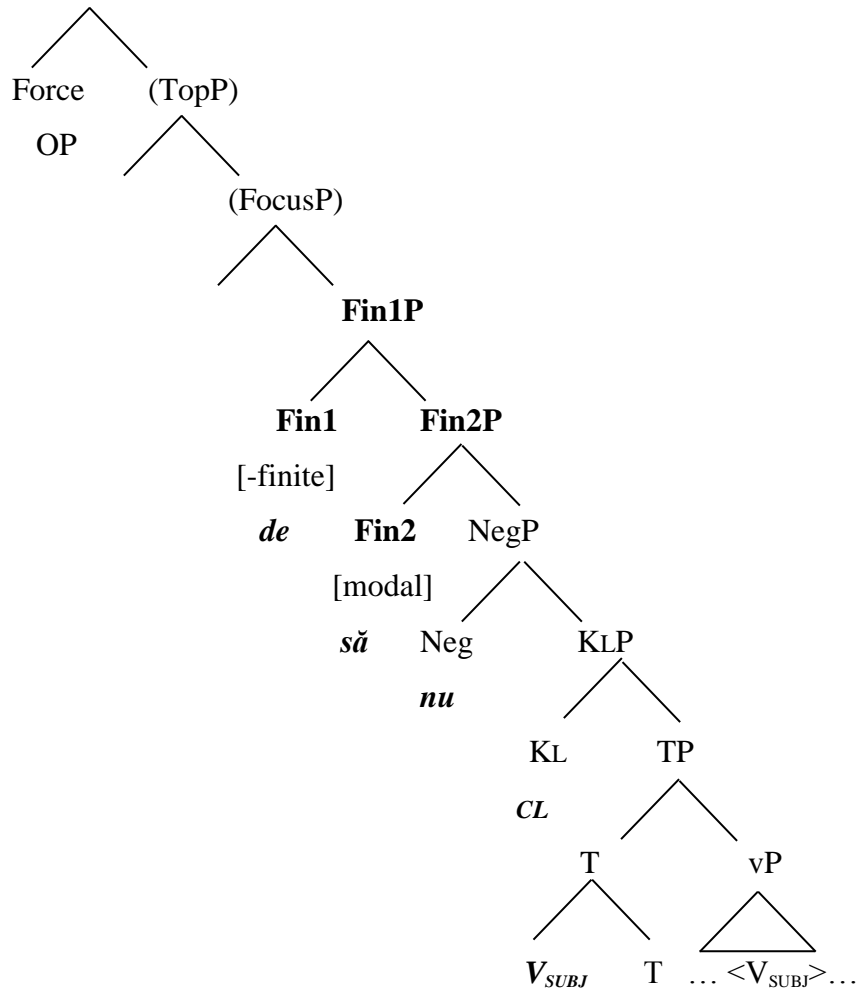 Force (TopP)
OP
(FocusP)
Fin1P
Fin1 Fin2P
[-finite]
de Fin2 NegP
[modal]
să Neg KLP
nu
KL TP
CL
T vP
VSUBJ T … <VSUBJ>…